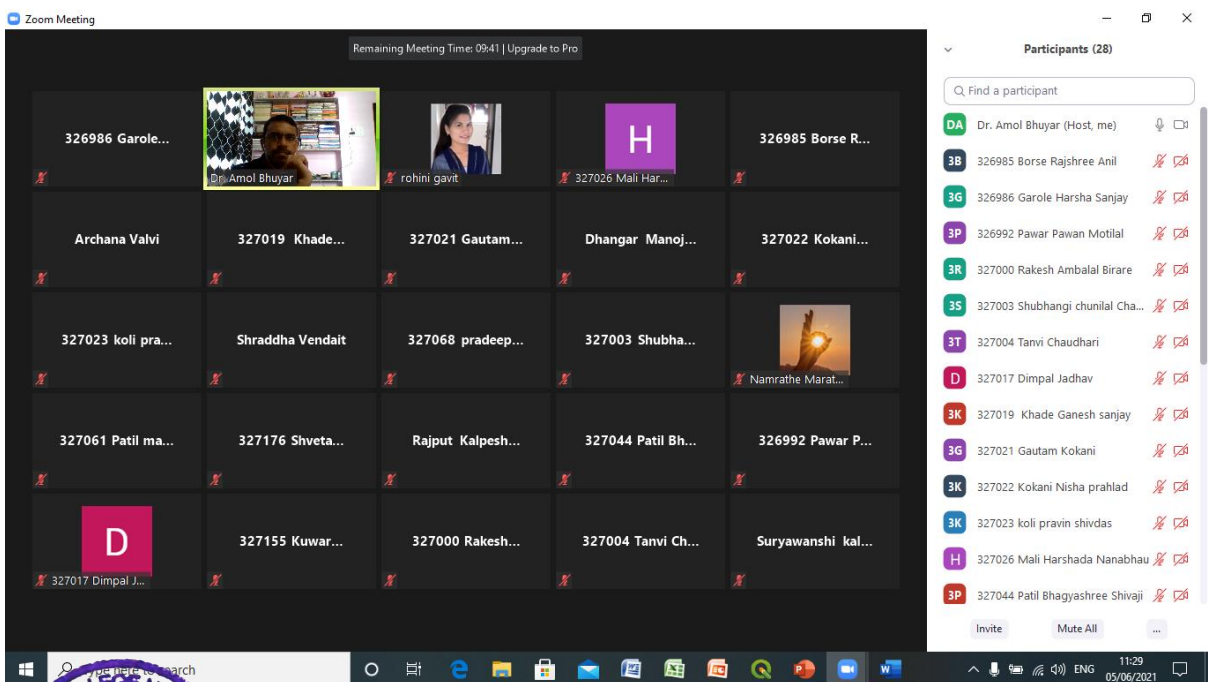 Zoom Meeting
Remaining Meeting Time: 09:41 | Upgrade to Pro
326986 Garole...
Dr. Amol Bhuyar
rohini gavit
H
327026 Mali Har...
326985 Borse R...
Archana Valvi
327019 Khade...
327021 Gautam...
Dhangar Manoj...
327022 Kokani...
327023 koli pra...
Shraddha Vendait
327068 pradeep...
327003 Shubha...
Namrathe Marat...
327061 Patil ma...
327176 Shveta...
Rajput Kalpesh...
327044 Patil Bh...
326992 Pawar P...
D
327017 Dimpal J...
327155 Kuwar...
327000 Rakesh...
327004 Tanvi Ch...
Suryawanshi kal...
Participants (28)
Find a participant
DA Dr. Amol Bhuyar (Host, me)
3B 326985 Borse Rajshree Anil
3G 326986 Garole Harsha Sanjay
3P 326992 Pawar Pawan Motilal
3R 327000 Rakesh Ambalal Birare
3S 327003 Shubhangi chunilal Cha...
3T 327004 Tanvi Chaudhari
D 327017 Dimpal Jadhav
3K 327019 Khade Ganesh sanjay
3G 327021 Gautam Kokani
3K 327022 Kokani Nisha prahlad
3K 327023 koli pravin shivdas
H 327026 Mali Harshada Nanabhau
3P 327044 Patil Bhagyashree Shivaji
Invite Mute All ...
Type here to search
ENG
11:29
05/06/2021